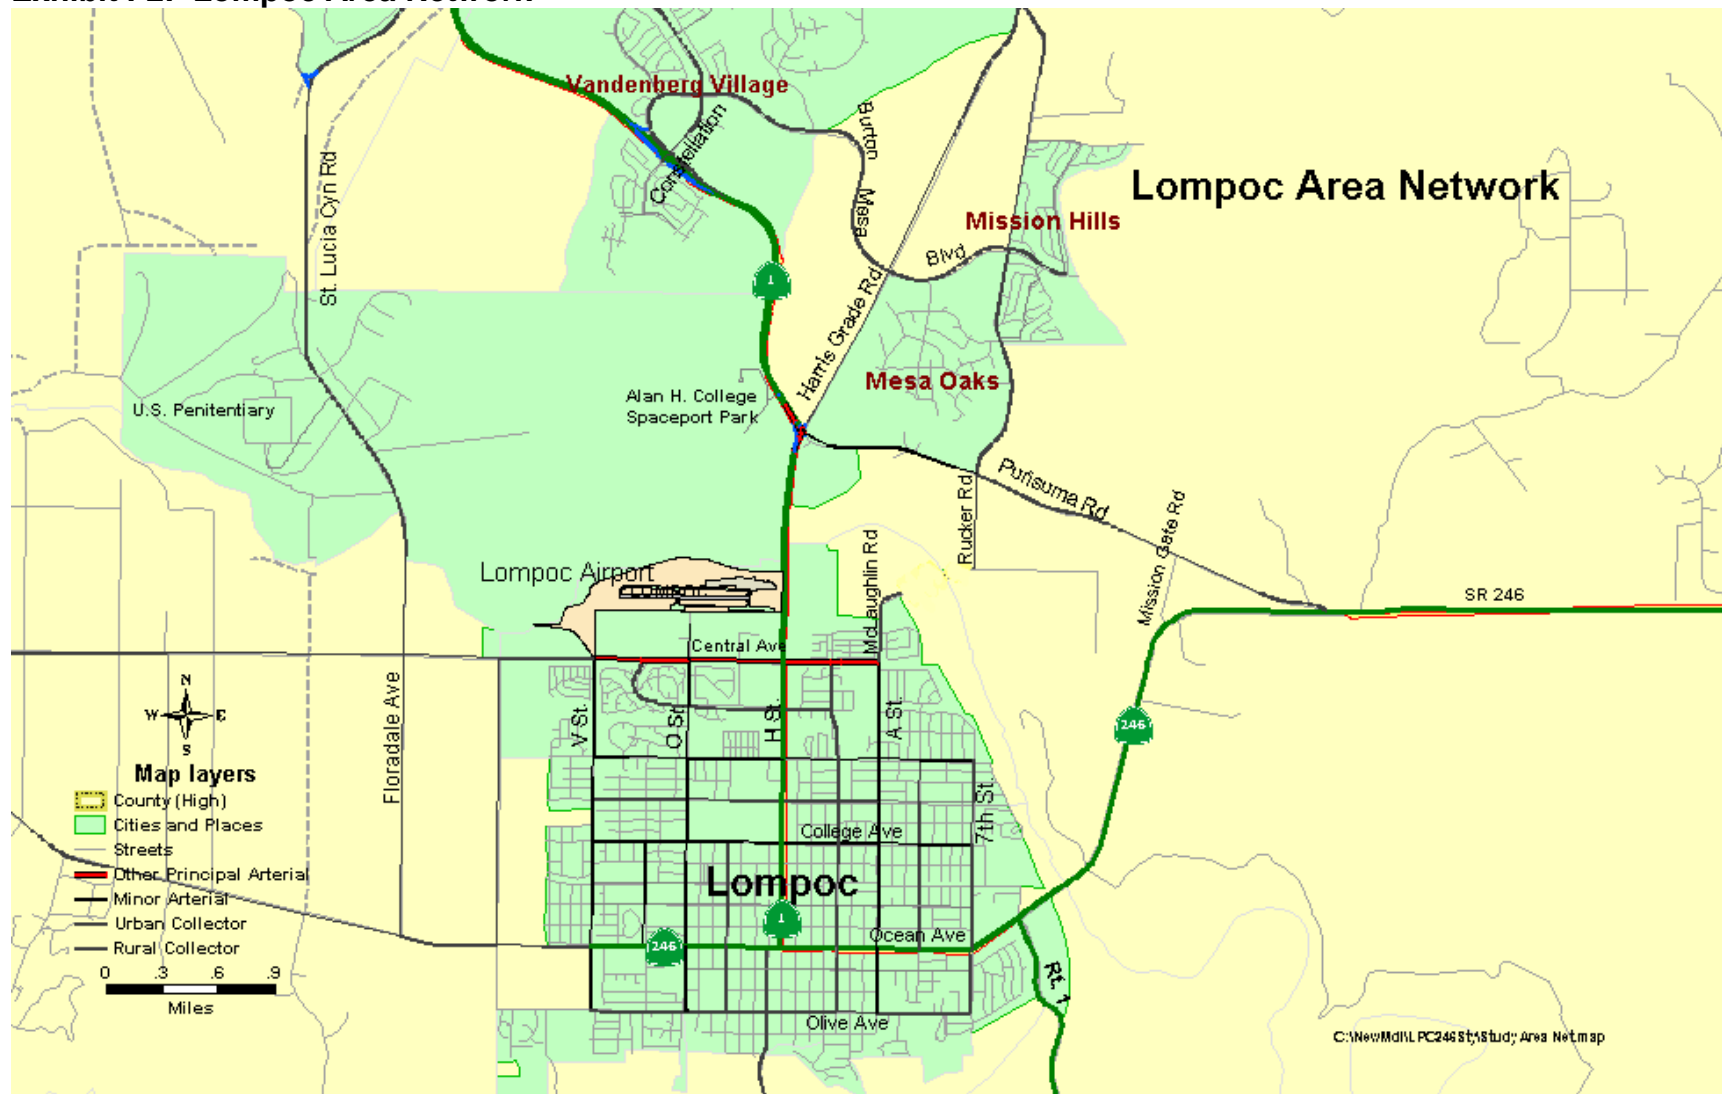 Vandenberg Village
Burton
Mesa
Blvd
Constellation
St. Lucia Cyn Rd
Lompoc Area Network
Mission Hills
1
Harris Grade Rd
Mesa Oaks
Alan H. College
Spaceport Park
U.S. Penitentiary
Purisuma Rd
Rucker Rd
Mission Gate Rd
McLaughlin Rd
Lompoc Airport
SR 246
Central Ave
Floradale Ave
V St.
O St.
H St.
A St.
7th St.
246
N
W
E
S
Map layers
County (High)
Cities and Places
Streets
Other Principal Arterial
Minor Arterial
Urban Collector
Rural Collector
0 .3 .6 .9
Miles
College Ave
Lompoc
1
246
Ocean Ave
Rt. 1
Olive Ave